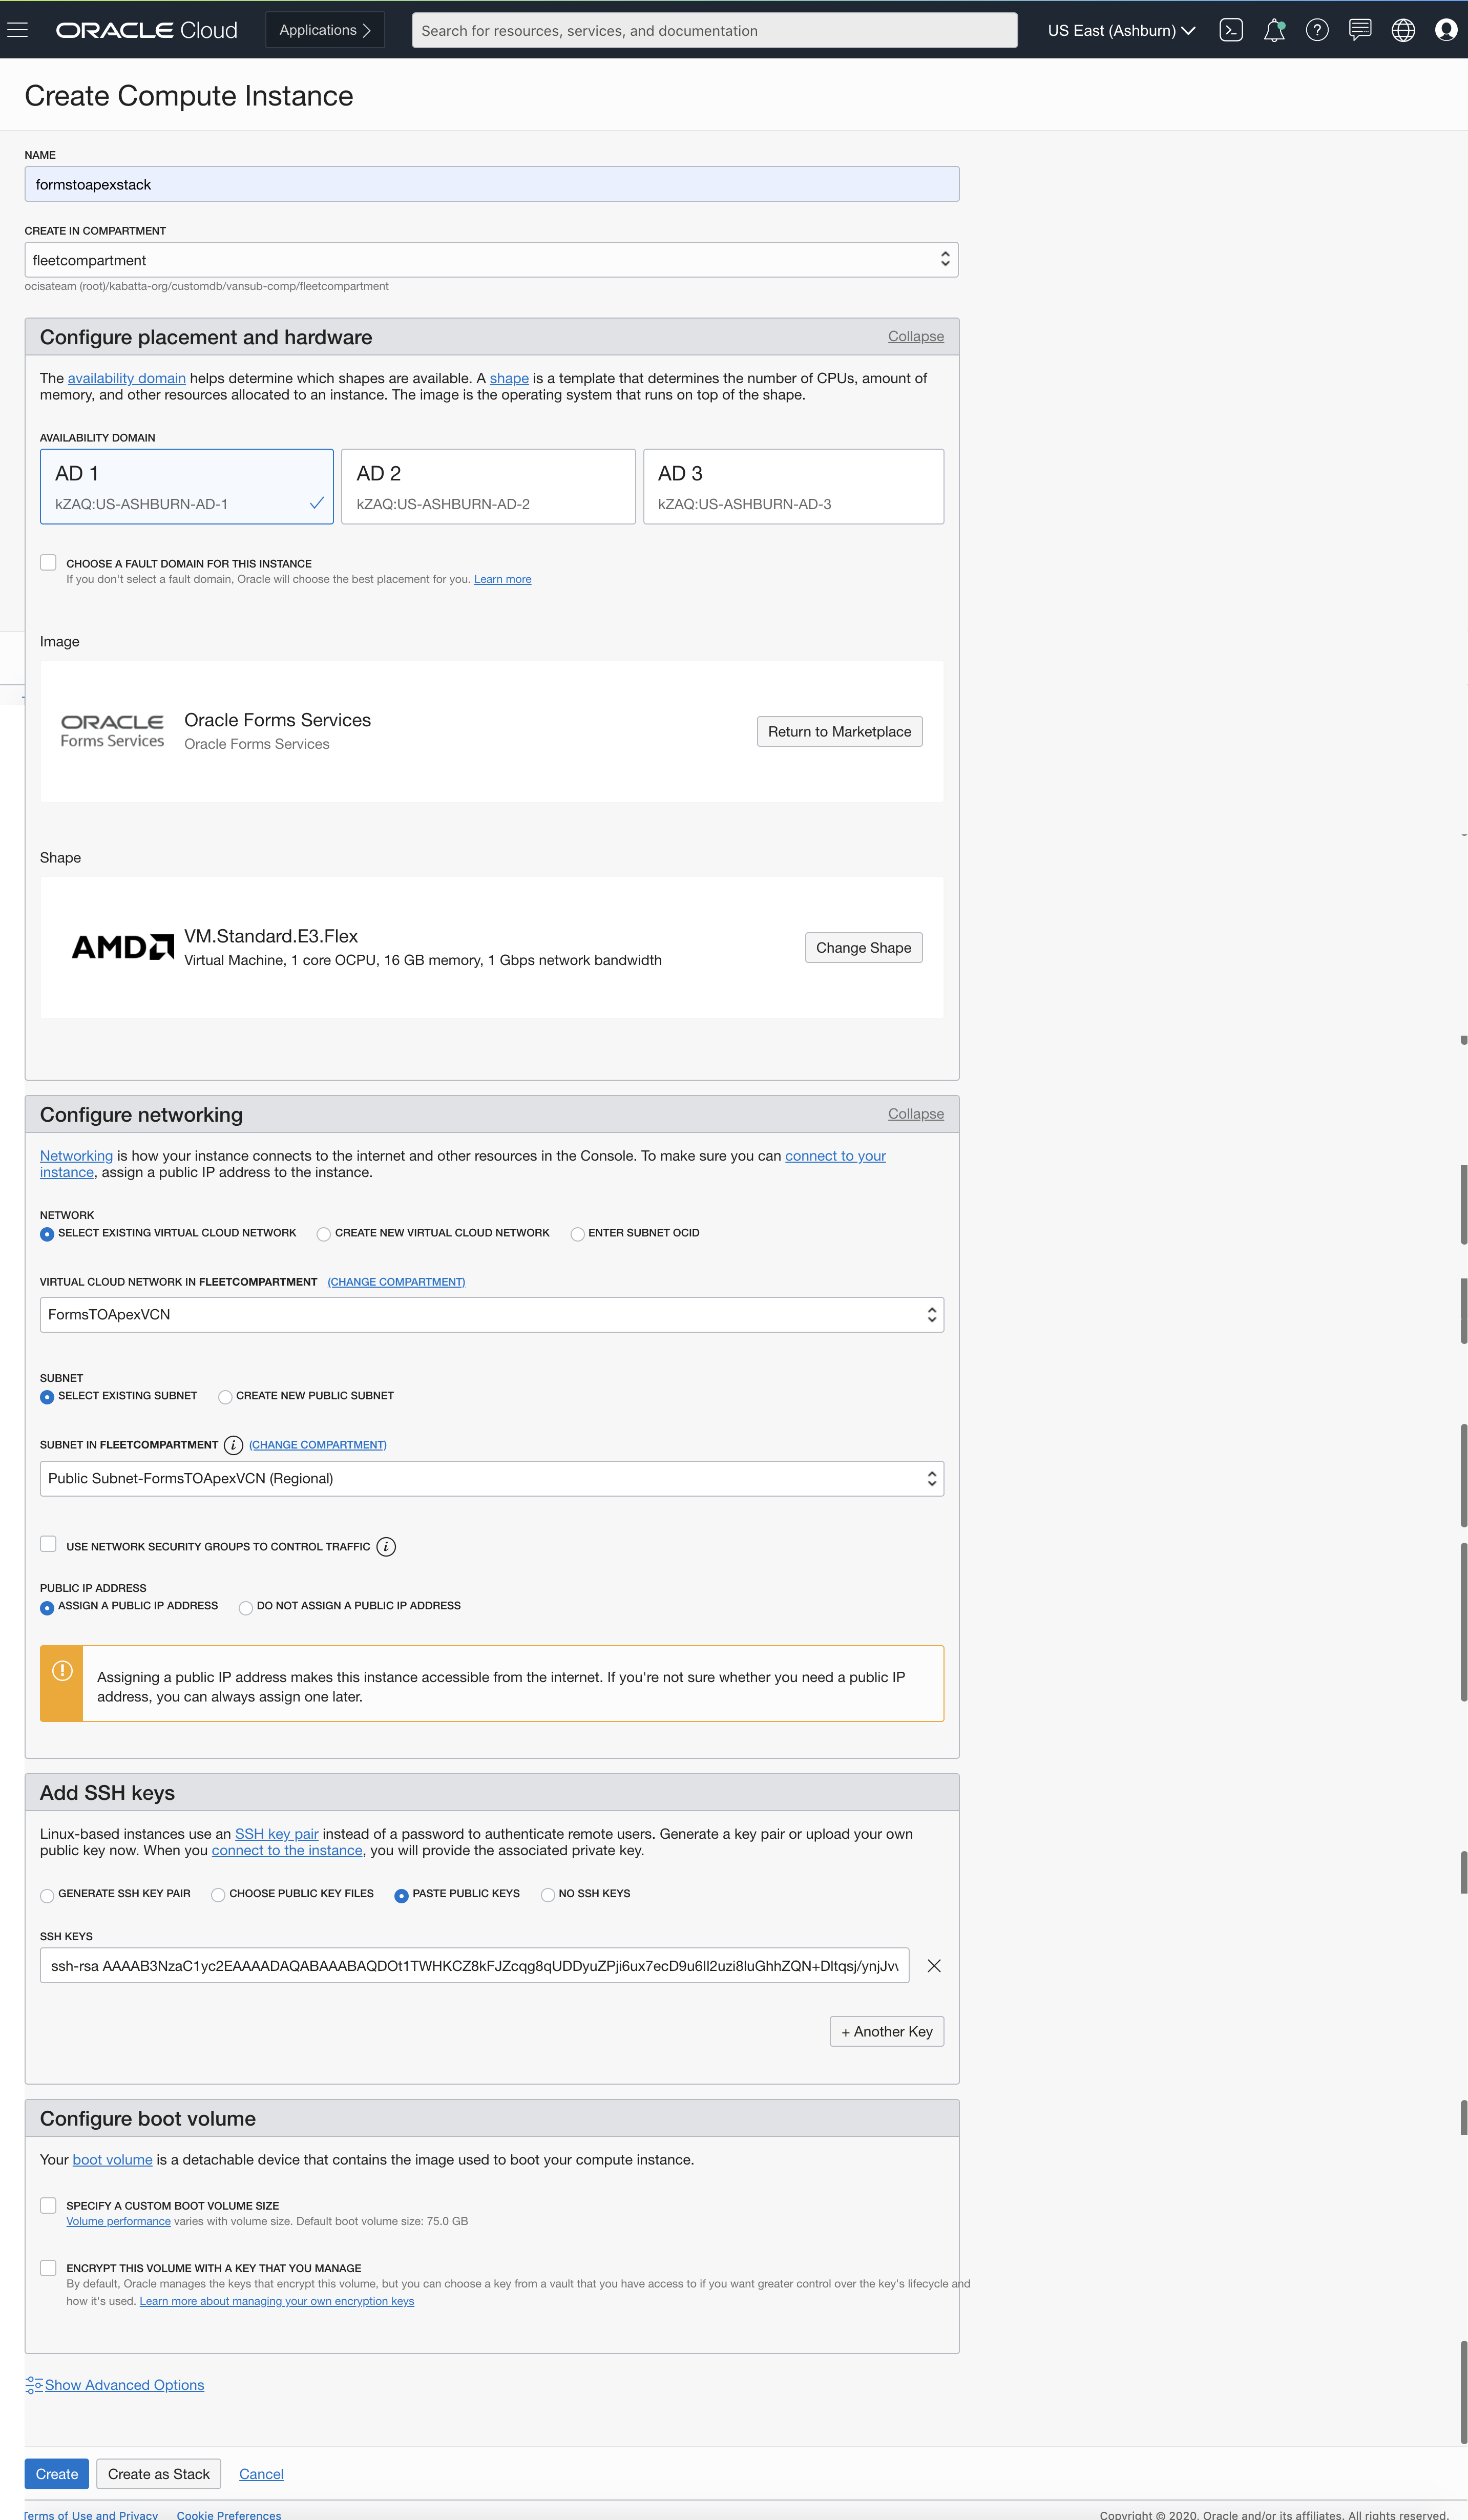 ORACLE Cloud
Applications
Search for resources, services, and documentation
US East (Ashburn)
Create Compute Instance
NAME
formstoapexstack
CREATE IN COMPARTMENT
fleetcompartment
ocisateam (root)/kabatta-org/customdb/vansub-comp/fleetcompartment
Configure placement and hardware
Collapse
The availability domain helps determine which shapes are available. A shape is a template that determines the number of CPUs, amount of
memory, and other resources allocated to an instance. The image is the operating system that runs on top of the shape.
AVAILABILITY DOMAIN
AD 1
kZAQ:US-ASHBURN-AD-1
AD 2
kZAQ:US-ASHBURN-AD-2
AD 3
kZAQ:US-ASHBURN-AD-3
CHOOSE A FAULT DOMAIN FOR THIS INSTANCE
If you don't select a fault domain, Oracle will choose the best placement for you. Learn more
Image
ORACLE
Forms Services
Oracle Forms Services
Oracle Forms Services
Return to Marketplace
Shape
AMD
VM.Standard.E3.Flex
Virtual Machine, 1 core OCPU, 16 GB memory, 1 Gbps network bandwidth
Change Shape
Configure networking
Collapse
Networking is how your instance connects to the internet and other resources in the Console. To make sure you can connect to your
instance, assign a public IP address to the instance.
NETWORK
SELECT EXISTING VIRTUAL CLOUD NETWORK
CREATE NEW VIRTUAL CLOUD NETWORK
ENTER SUBNET OCID
VIRTUAL CLOUD NETWORK IN FLEETCOMPARTMENT (CHANGE COMPARTMENT)
FormsTOApexVCN
SUBNET
SELECT EXISTING SUBNET
CREATE NEW PUBLIC SUBNET
SUBNET IN FLEETCOMPARTMENT i (CHANGE COMPARTMENT)
Public Subnet-FormsTOApexVCN (Regional)
USE NETWORK SECURITY GROUPS TO CONTROL TRAFFIC i
PUBLIC IP ADDRESS
ASSIGN A PUBLIC IP ADDRESS
DO NOT ASSIGN A PUBLIC IP ADDRESS
Assigning a public IP address makes this instance accessible from the internet. If you're not sure whether you need a public IP
address, you can always assign one later.
Add SSH keys
Linux-based instances use an SSH key pair instead of a password to authenticate remote users. Generate a key pair or upload your own
public key now. When you connect to the instance, you will provide the associated private key.
GENERATE SSH KEY PAIR
CHOOSE PUBLIC KEY FILES
PASTE PUBLIC KEYS
NO SSH KEYS
SSH KEYS
ssh-rsa
+ Another Key
Configure boot volume
Your boot volume is a detachable device that contains the image used to boot your compute instance.
SPECIFY A CUSTOM BOOT VOLUME SIZE
Volume performance varies with volume size. Default boot volume size: 75.0 GB
ENCRYPT THIS VOLUME WITH A KEY THAT YOU MANAGE
By default, Oracle manages the keys that encrypt this volume, but you can choose a key from a vault that you have access to if you want greater control over the key's lifecycle and
how it's used. Learn more about managing your own encryption keys
Show Advanced Options
Create
Create as Stack
Cancel
Terms of Use and Privacy
Cookie Preferences
Copyright © 2020, Oracle and/or its affiliates. All rights reserved.